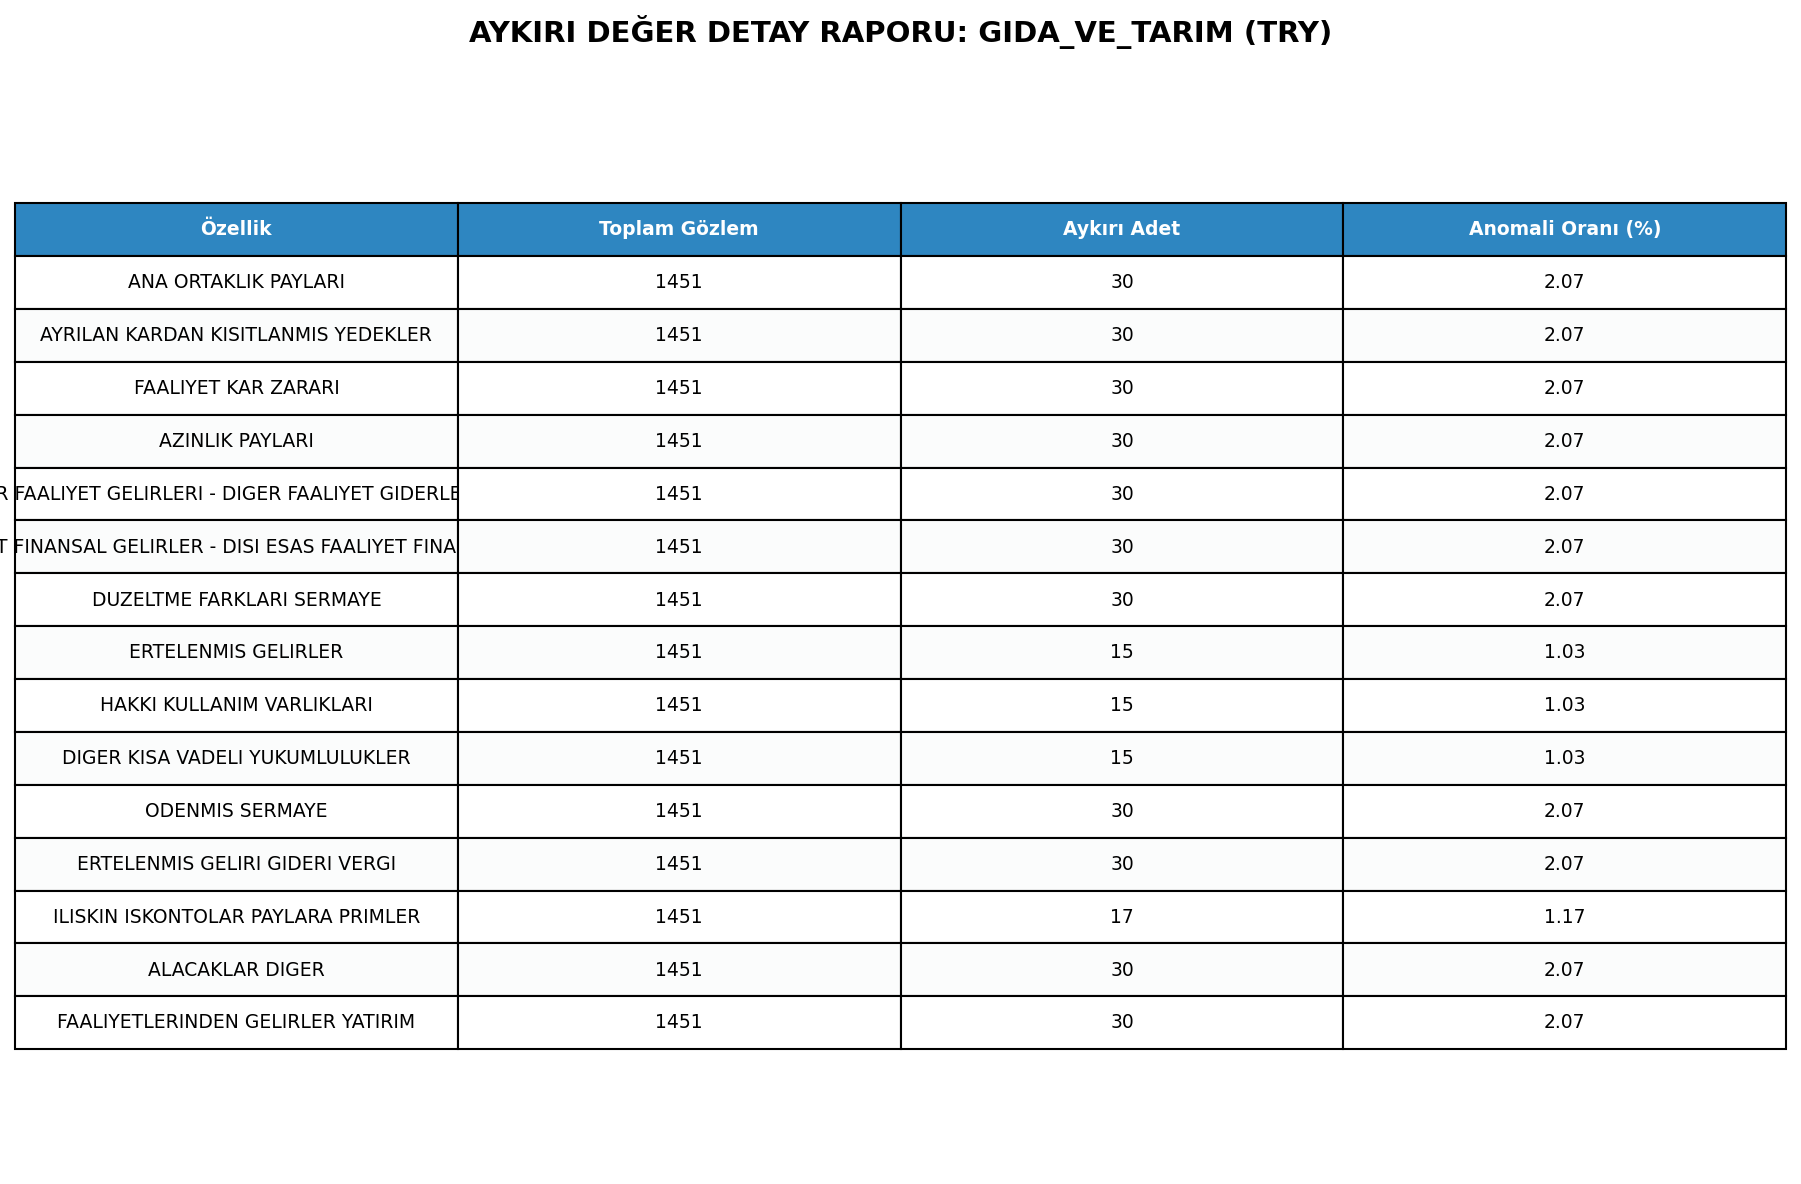 AYKIRI DEĞER DETAY RAPORU: GIDA_VE_TARIM (TRY)
Özellik Toplam Gözlem Aykırı Adet Anomali Oranı (%)
ANA ORTAKLIK PAYLARI 1451 30 2.07
AYRILAN KARDAN KISITLANMIS YEDEKLER 1451 30 2.07
FAALIYET KAR ZARARI 1451 30 2.07
AZINLIK PAYLARI 1451 30 2.07
R FAALIYET GELIRLERI - DIGER FAALIYET GIDERLE 1451 30 2.07
T FINANSAL GELIRLER - DISI ESAS FAALIYET FINA 1451 30 2.07
DUZELTME FARKLARI SERMAYE 1451 30 2.07
ERTELENMIS GELIRLER 1451 15 1.03
HAKKI KULLANIM VARLIKLARI 1451 15 1.03
DIGER KISA VADELI YUKUMLULUKLER 1451 15 1.03
ODENMIS SERMAYE 1451 30 2.07
ERTELENMIS GELIRI GIDERI VERGI 1451 30 2.07
ILISKIN ISKONTOLAR PAYLARA PRIMLER 1451 17 1.17
ALACAKLAR DIGER 1451 30 2.07
FAALIYETLERINDEN GELIRLER YATIRIM 1451 30 2.07